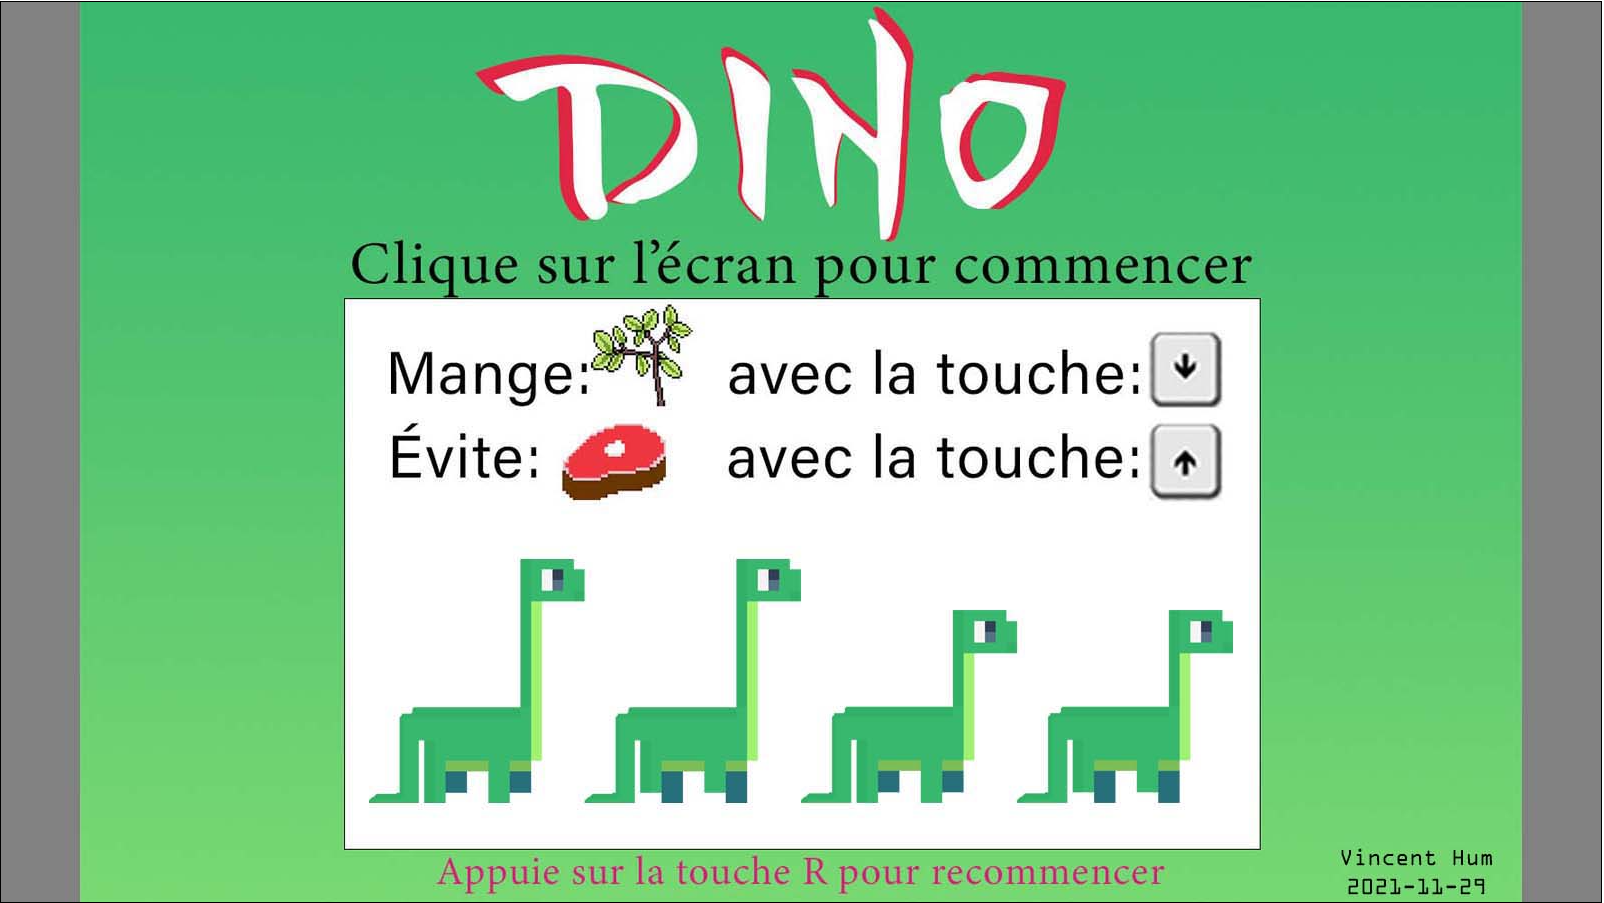 DINO
Clique sur l'écran pour commencer
Mange: avec la touche: ↓
Évite: avec la touche: ↑
Appuie sur la touche R pour recommencer
Vincent Hum
2021-11-29